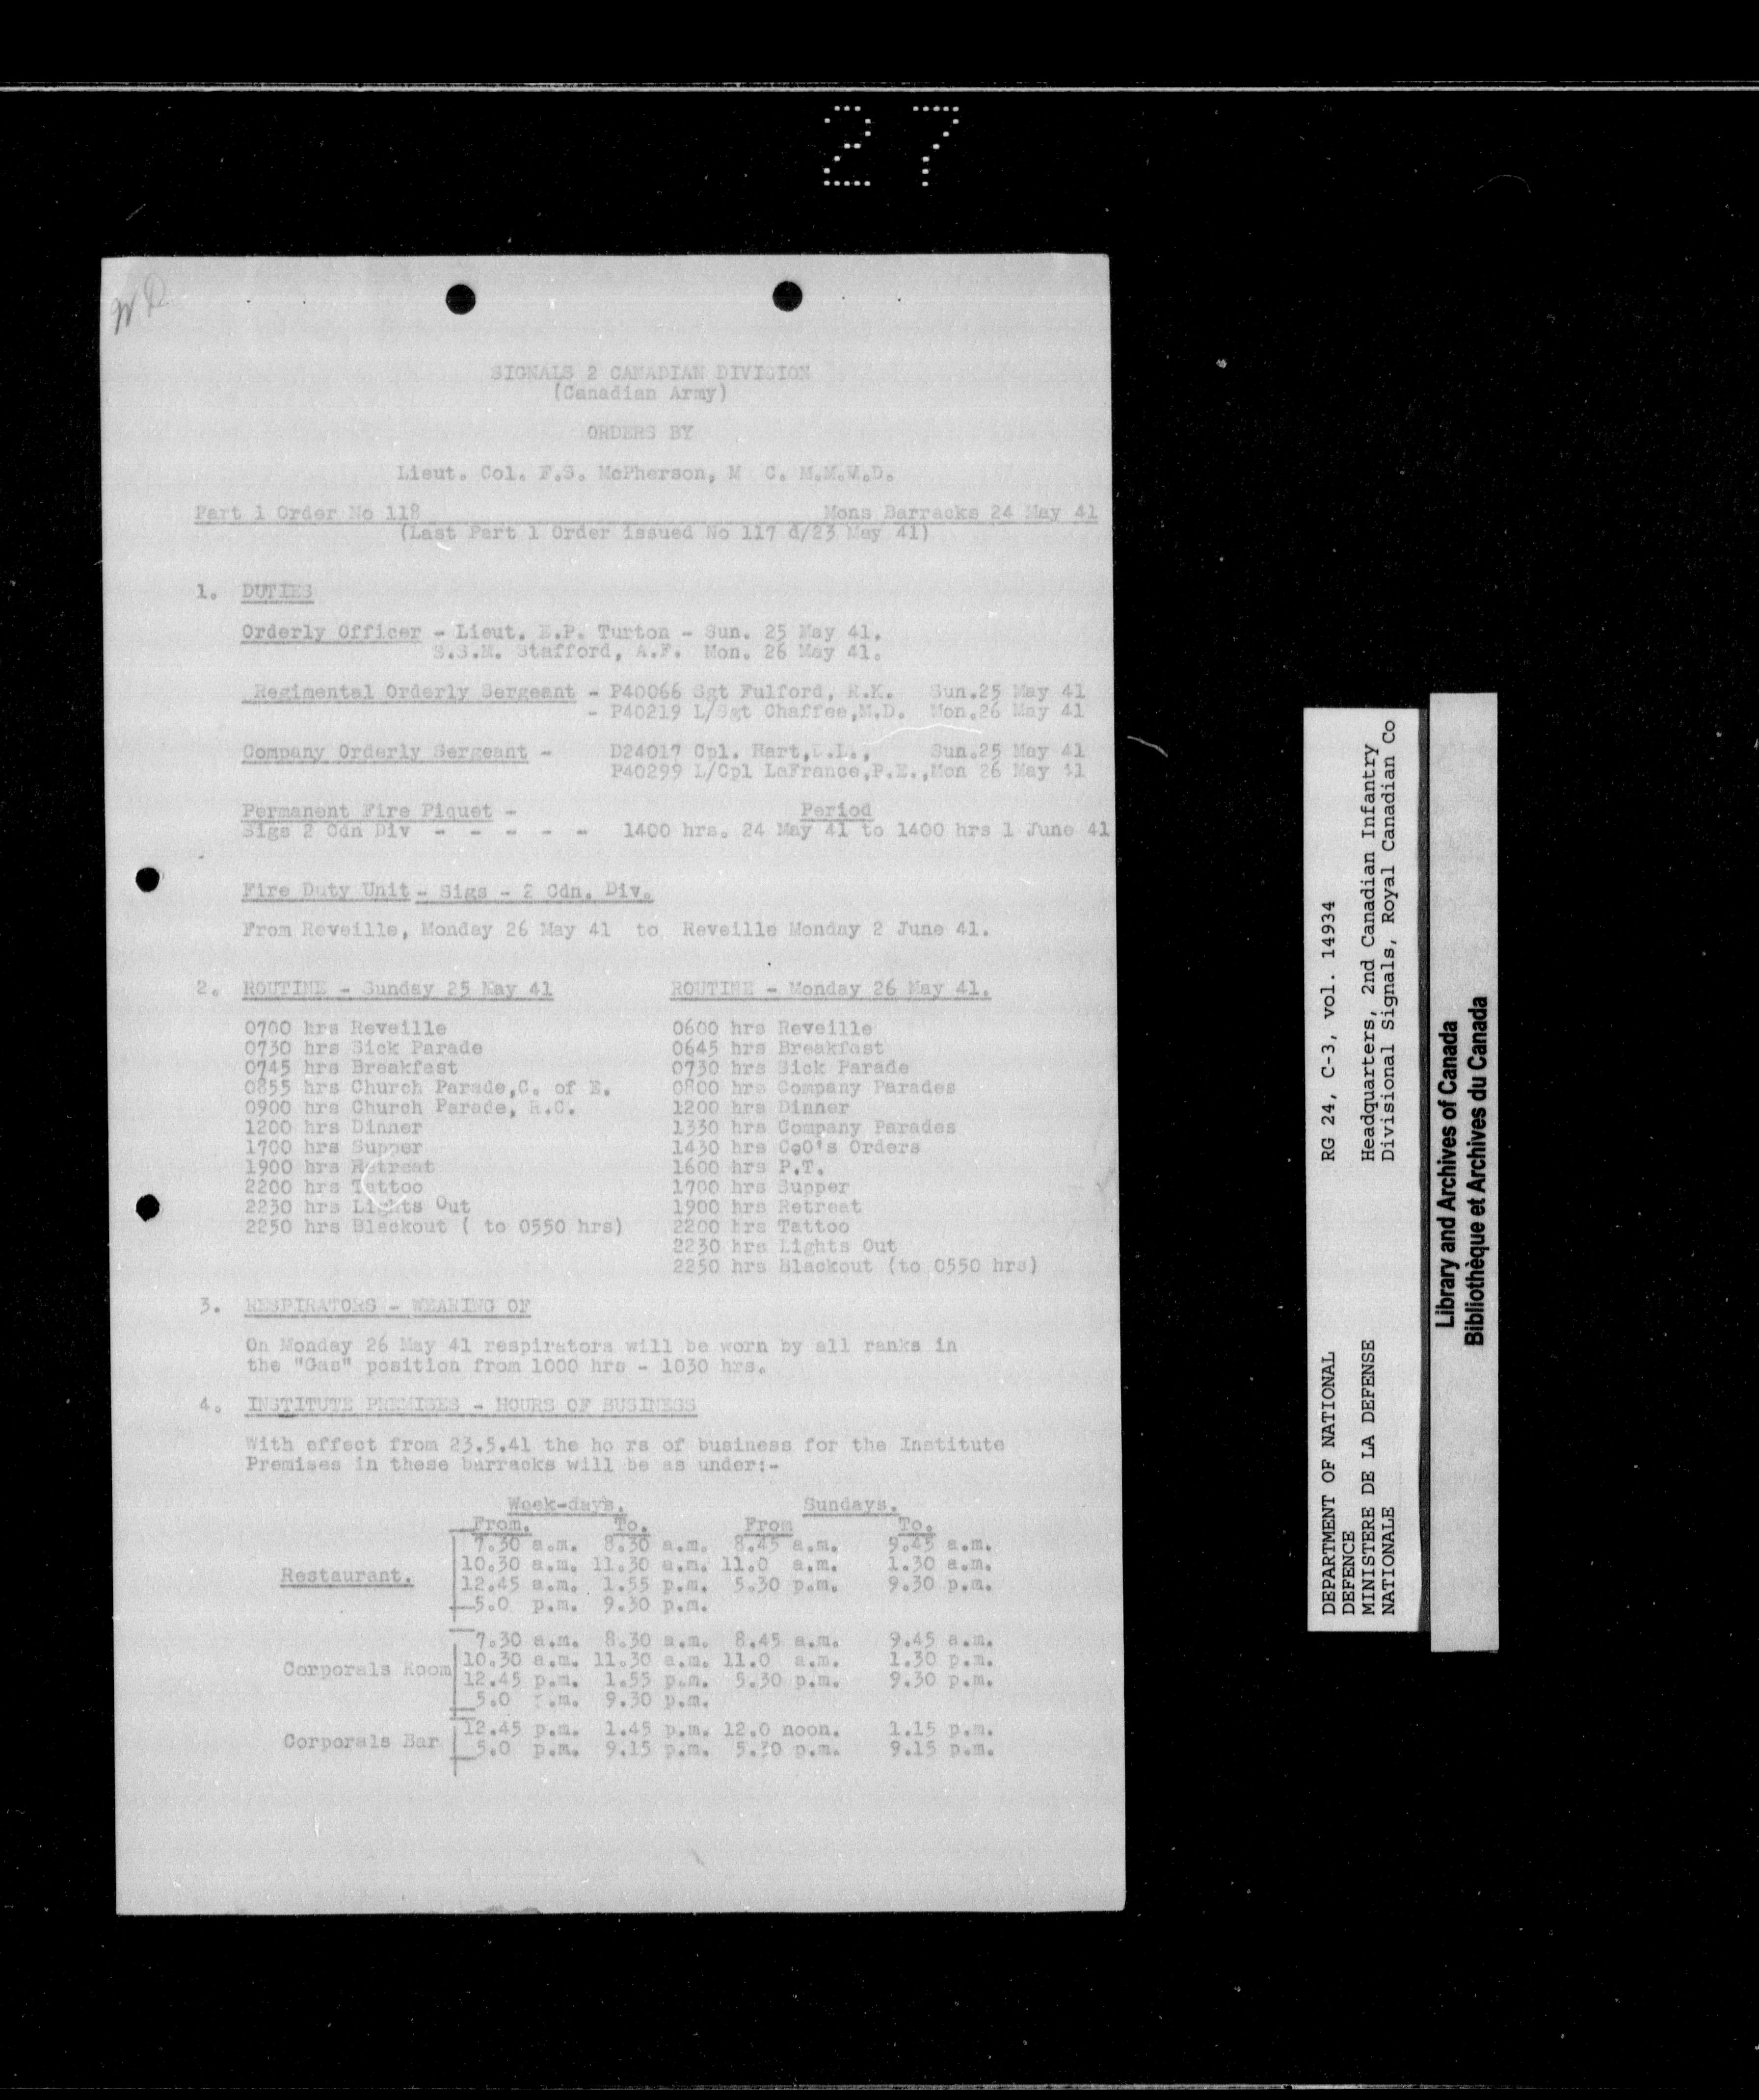 27
SIGNALS 2 CANADIAN DIVISION
(Canadian Army)
ORDERS BY
Lieut. Col. F.S. McPherson, M C. M.M.V.D.
Part 1 Order No 118 Mons Barracks 24 May 41
(Last Part 1 Order issued No 117 d/23 May 41)
1. DUTIES
Orderly Officer - Lieut. E.P. Turton - Sun. 25 May 41.
S.S.M. Stafford, A.F. Mon. 26 May 41.
Regimental Orderly Sergeant - P40066 Sgt Fulford, R.K. Sun.25 May 41
- P40219 L/Sgt Chaffee,M.D. Mon.26 May 41
Company Orderly Sergeant - D24017 Cpl. Hart, Sun.25 May 41
P40299 L/Cpl LaFrance,P.E.,Mon 26 May 41
Permanent Fire Piquet - Period
Sigs 2 Cdn Div - - - - - 1400 hrs. 24 May 41 to 1400 hrs 1 June 41
Fire Duty Unit - Sigs - 2 Cdn. Div.
From Reveille, Monday 26 May 41 to Reveille Monday 2 June 41.
2. ROUTINE - Sunday 25 May 41 ROUTINE - Monday 26 May 41.
0700 hrs Reveille 0600 hrs Reveille
0730 hrs Sick Parade 0645 hrs Breakfast
0745 hrs Breakfast 0730 hrs Sick Parade
0855 hrs Church Parade,C. of E. 0800 hrs Company Parades
0900 hrs Church Parade, R.C. 1200 hrs Dinner
1200 hrs Dinner 1330 hrs Company Parades
1700 hrs Supper 1430 hrs C.O's Orders
1900 hrs Retreat 1600 hrs P.T.
2200 hrs Tattoo 1700 hrs Supper
2230 hrs Lights Out 1900 hrs Retreat
2250 hrs Blackout ( to 0550 hrs) 2200 hrs Tattoo
2230 hrs Lights Out
2250 hrs Blackout (to 0550 hrs)
3. RESPIRATORS - WEARING OF
On Monday 26 May 41 respirators will be worn by all ranks in
the "Gas" position from 1000 hrs - 1030 hrs.
4. INSTITUTE PREMISES - HOURS OF BUSINESS
With effect from 23.5.41 the ho rs of business for the Institute
Premises in these barracks will be as under:-
Week-days. Sundays.
From. To. From To.
7.30 a.m. 8.30 a.m. 8.45 a.m. 9.45 a.m.
10.30 a.m. 11.30 a.m. 11.0 a.m. 1.30 a.m.
Restaurant. 12.45 a.m. 1.55 p.m. 5.30 p.m. 9.30 p.m.
5.0 p.m. 9.30 p.m.
7.30 a.m. 8.30 a.m. 8.45 a.m. 9.45 a.m.
Corporals Room 10.30 a.m. 11.30 a.m. 11.0 a.m. 1.30 p.m.
12.45 p.m. 1.55 p.m. 5.30 p.m. 9.30 p.m.
5.0 .m. 9.30 p.m.
Corporals Bar 12.45 p.m. 1.45 p.m. 12.0 noon. 1.15 p.m.
5.0 p.m. 9.15 p.m. 5.30 p.m. 9.15 p.m.
DEPARTMENT OF NATIONAL DEFENCE RG 24, C-3, vol. 14934
MINISTERE DE LA DEFENSE NATIONALE Headquarters, 2nd Canadian Infantry
Divisional Signals, Royal Canadian Co
Library and Archives of Canada
Bibliothèque et Archives du Canada